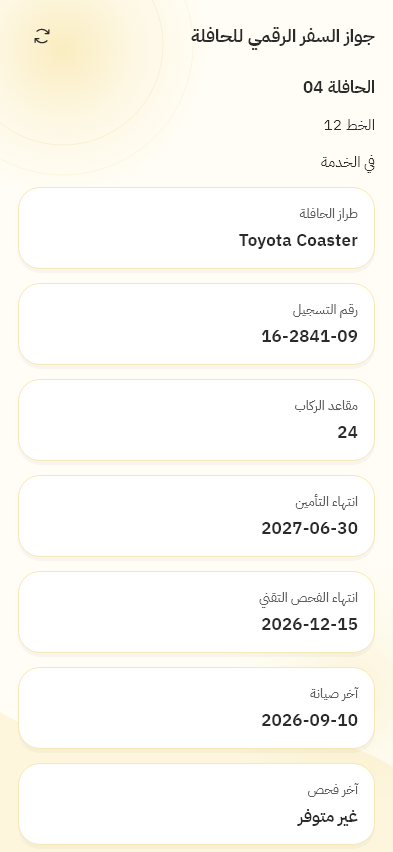 جواز السفر الرقمي للحافلة
الحافلة 04
الخط 12
في الخدمة
طراز الحافلة
Toyota Coaster
رقم التسجيل
16-2841-09
مقاعد الركاب
24
انتهاء التأمين
2027-06-30
انتهاء الفحص التقني
2026-12-15
آخر صيانة
2026-09-10
آخر فحص
غير متوفر